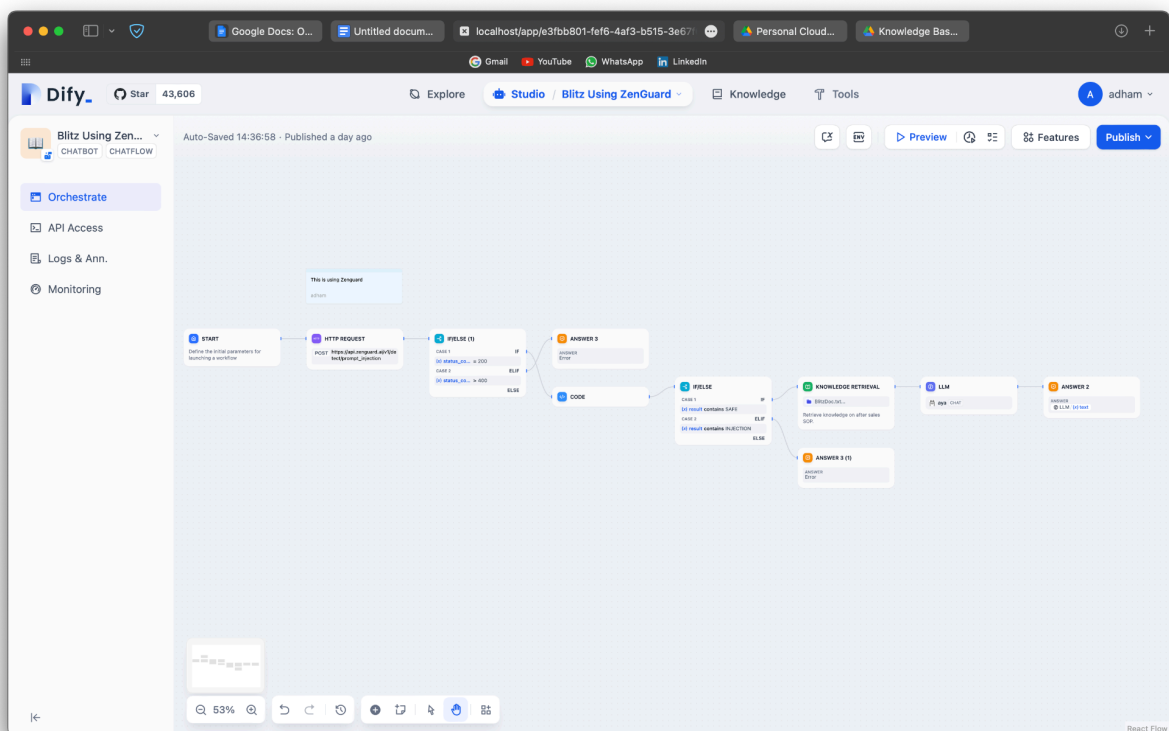 Google Docs: O...
Untitled docum...
localhost/app/e3fbb801-fef6-4af3-b515-3e67f
Personal Cloud...
Knowledge Bas...
Gmail
YouTube
WhatsApp
LinkedIn
Dify_
Star 43,606
Explore
Studio / Blitz Using ZenGuard
Knowledge
Tools
A adham
Blitz Using Zen...
CHATBOT CHATFLOW
Orchestrate
API Access
Logs & Ann.
Monitoring
Auto-Saved 14:36:58 · Published a day ago
ENV
Preview
Features
Publish
This is using Zenguard
adham
START
Define the initial parameters for
launching a workflow
HTTP REQUEST
POST https://api.zenguard.ai/v1/de
tect/prompt_injection
IF/ELSE (1)
CASE 1 IF
{x} status_co... ≥ 200
CASE 2 ELIF
{x} status_co... ≥ 400
ELSE
ANSWER 3
ANSWER
Error
CODE
IF/ELSE
CASE 1 IF
{x} result contains SAFE
CASE 2 ELIF
{x} result contains INJECTION
ELSE
KNOWLEDGE RETRIEVAL
BlitzDoc.txt...
Retrieve knowledge on after sales
SOP.
ANSWER 3 (1)
ANSWER
Error
LLM
aya CHAT
ANSWER 2
ANSWER
LLM {x} text
53%
React Flow